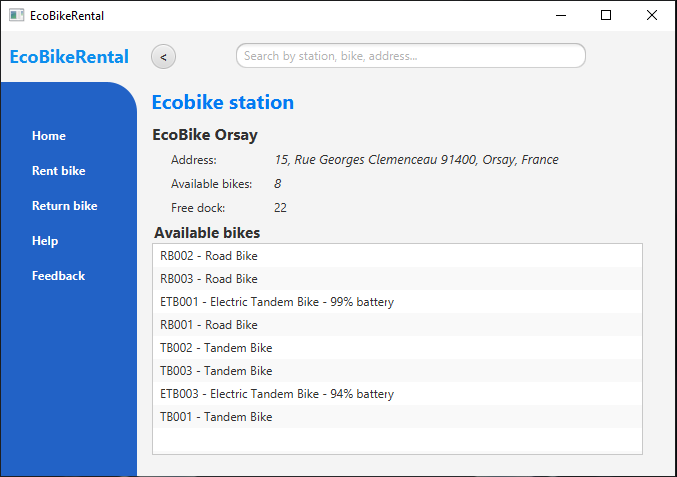 EcoBikeRental
EcoBikeRental
<
Search by station, bike, address...
Home
Rent bike
Return bike
Help
Feedback
Ecobike station
EcoBike Orsay
Address: 15, Rue Georges Clemenceau 91400, Orsay, France
Available bikes: 8
Free dock: 22
Available bikes
RB002 - Road Bike
RB003 - Road Bike
ETB001 - Electric Tandem Bike - 99% battery
RB001 - Road Bike
TB002 - Tandem Bike
TB003 - Tandem Bike
ETB003 - Electric Tandem Bike - 94% battery
TB001 - Tandem Bike